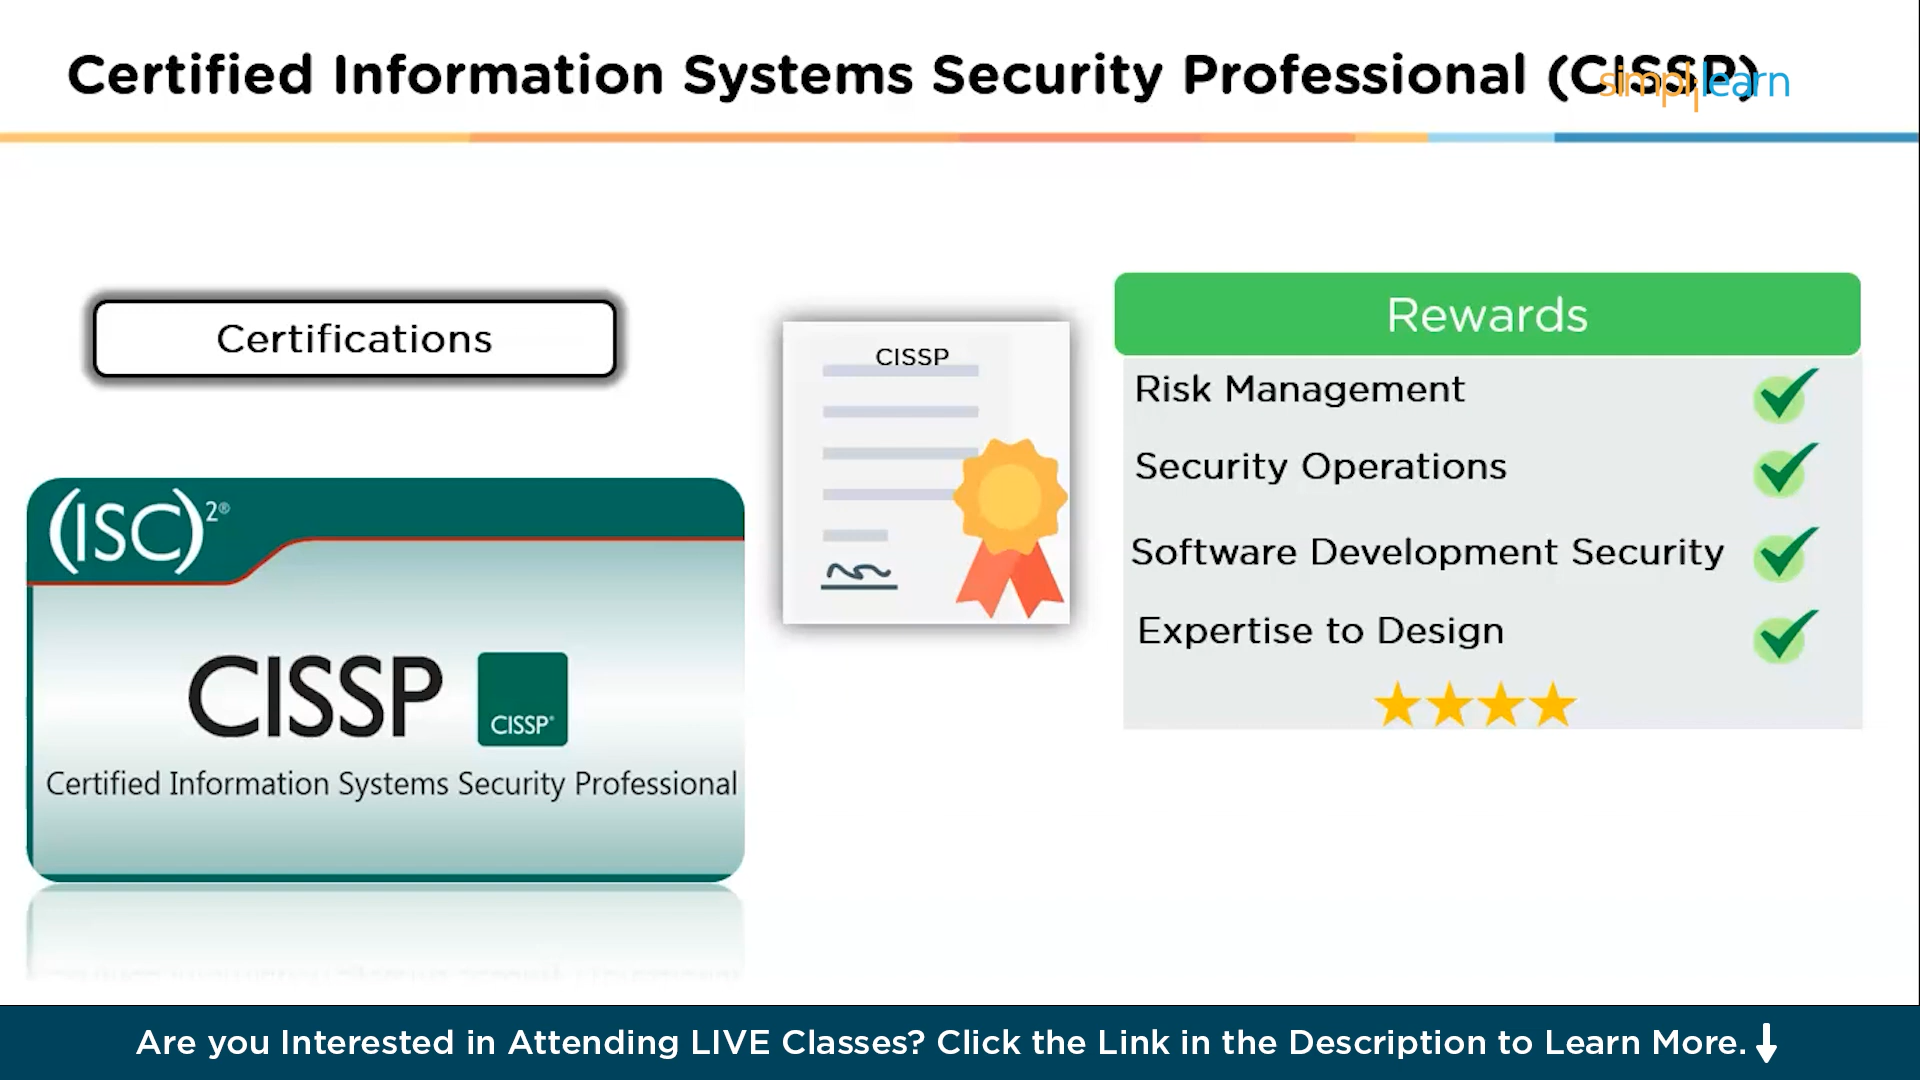 Certified Information Systems Security Professional (CISSP)
simplilearn
Certifications
(ISC)²®
CISSP
CISSP®
Certified Information Systems Security Professional
CISSP
Rewards
Risk Management
Security Operations
Software Development Security
Expertise to Design
Are you Interested in Attending LIVE Classes? Click the Link in the Description to Learn More.